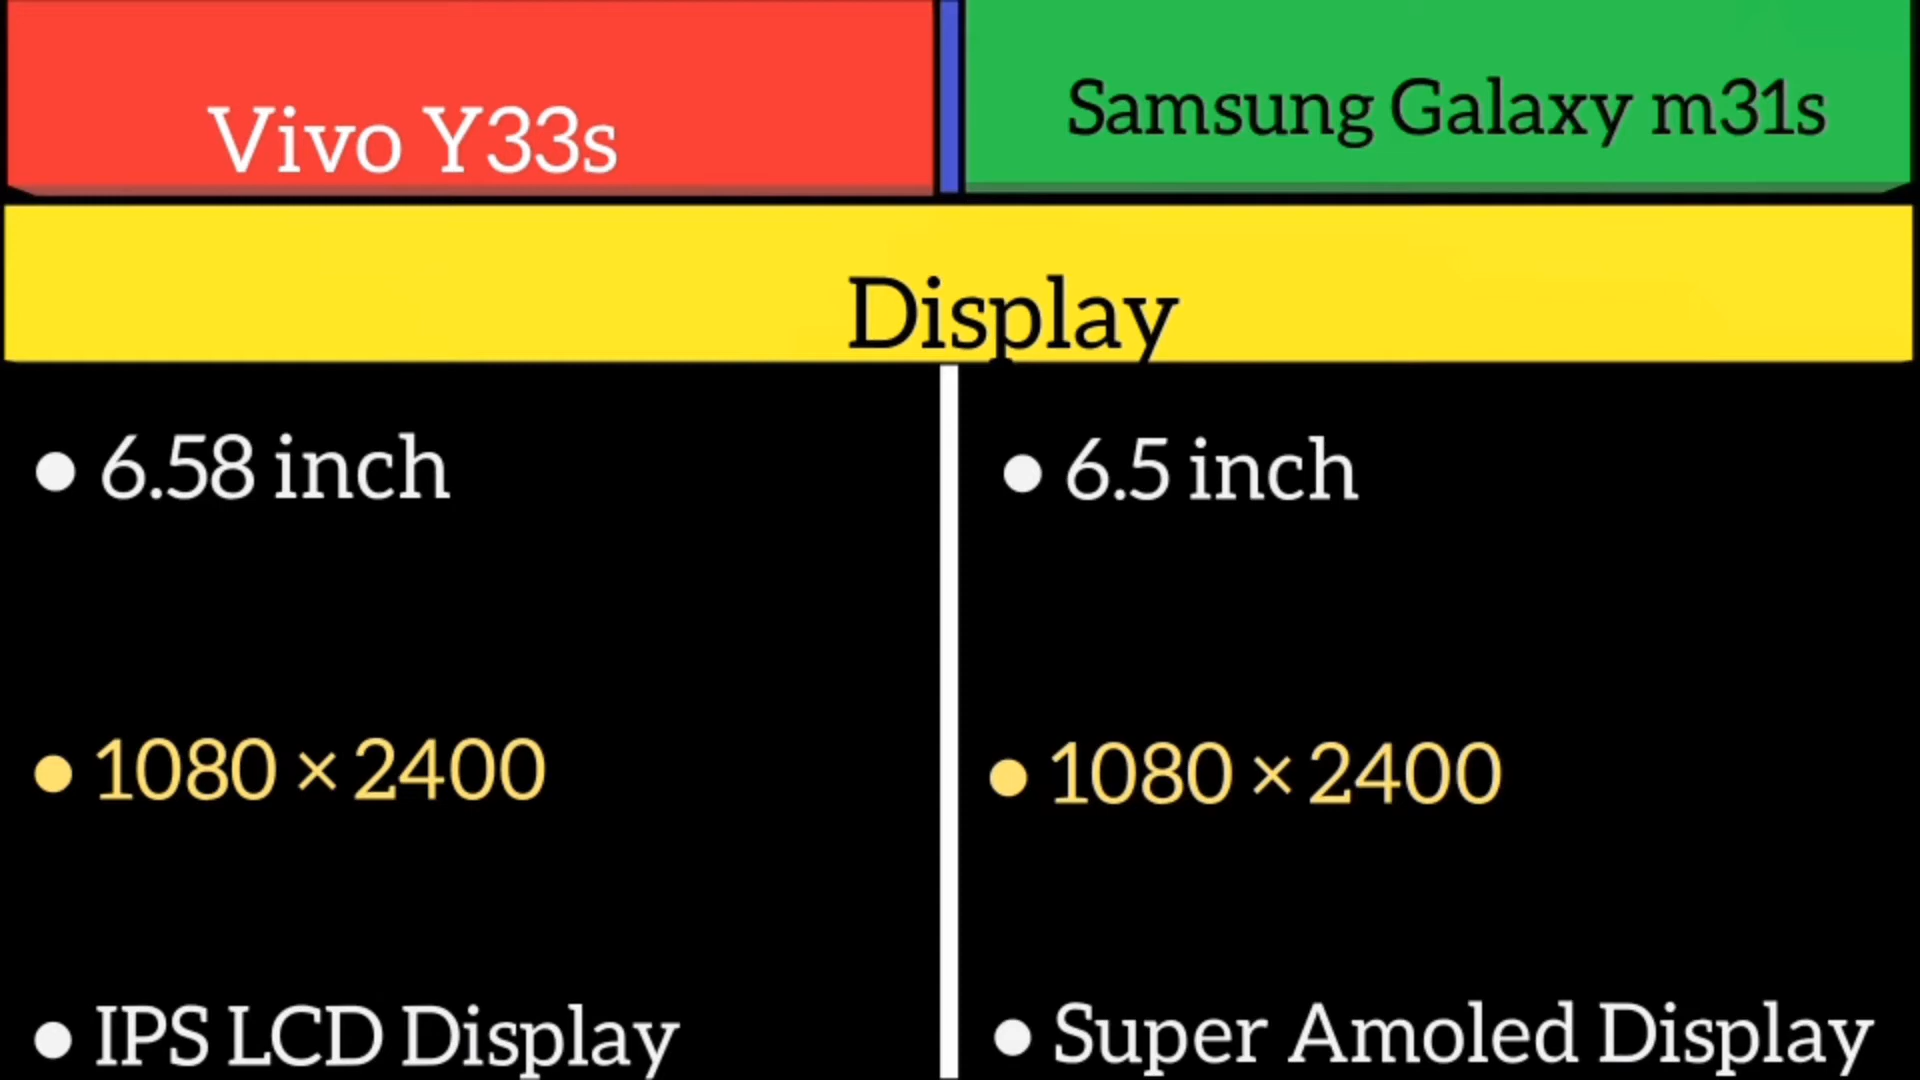 Vivo Y33s
Samsung Galaxy m31s
Display
• 6.58 inch
• 6.5 inch
• 1080 × 2400
• 1080 × 2400
• IPS LCD Display
• Super Amoled Display